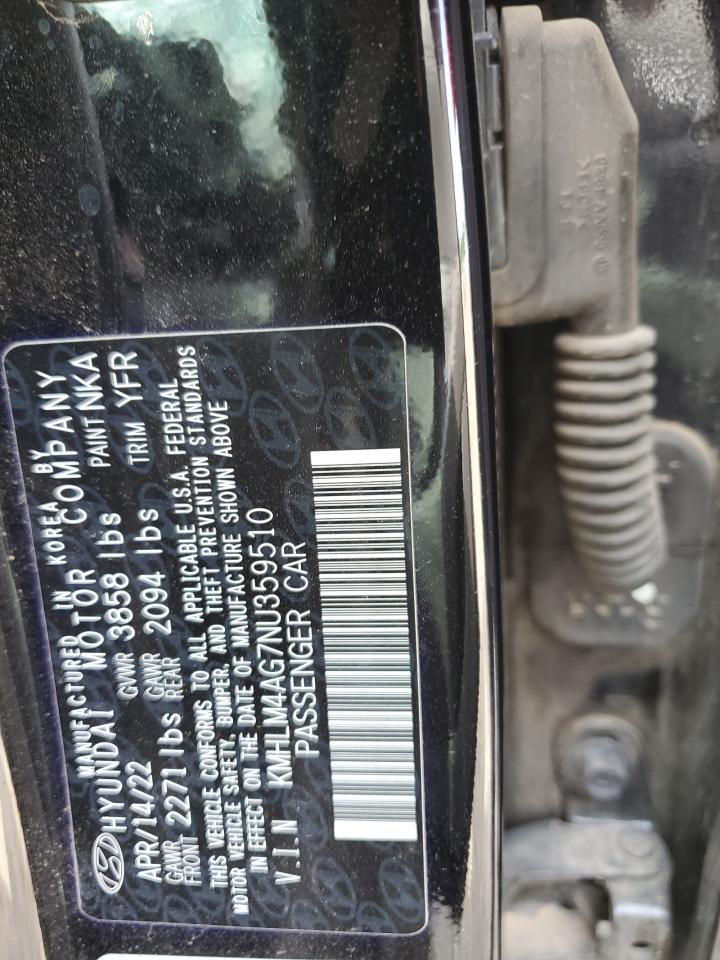 MANUFACTURED IN KOREA BY
HYUNDAI MOTOR COMPANY
APR/14/22 GVWR 3858 lbs PAINT NKA
GAWR FRONT 2271 lbs GAWR REAR 2094 lbs TRIM YFR
THIS VEHICLE CONFORMS TO ALL APPLICABLE U.S.A. FEDERAL
MOTOR VEHICLE SAFETY, BUMPER, AND THEFT PREVENTION STANDARDS
IN EFFECT ON THE DATE OF MANUFACTURE SHOWN ABOVE
V.I.N KMHLM4AG7NU359510
PASSENGER CAR